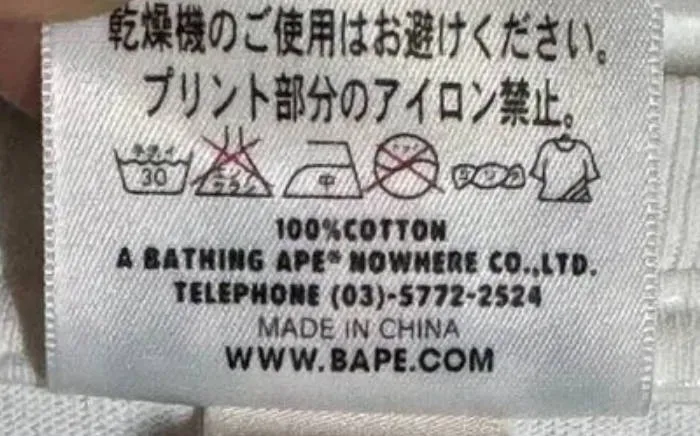 乾燥機のご使用はお避けください。
プリント部分のアイロン禁止。
30
中
100%COTTON
A BATHING APE® NOWHERE CO.,LTD.
TELEPHONE (03)-5772-2524
MADE IN CHINA
WWW.BAPE.COM